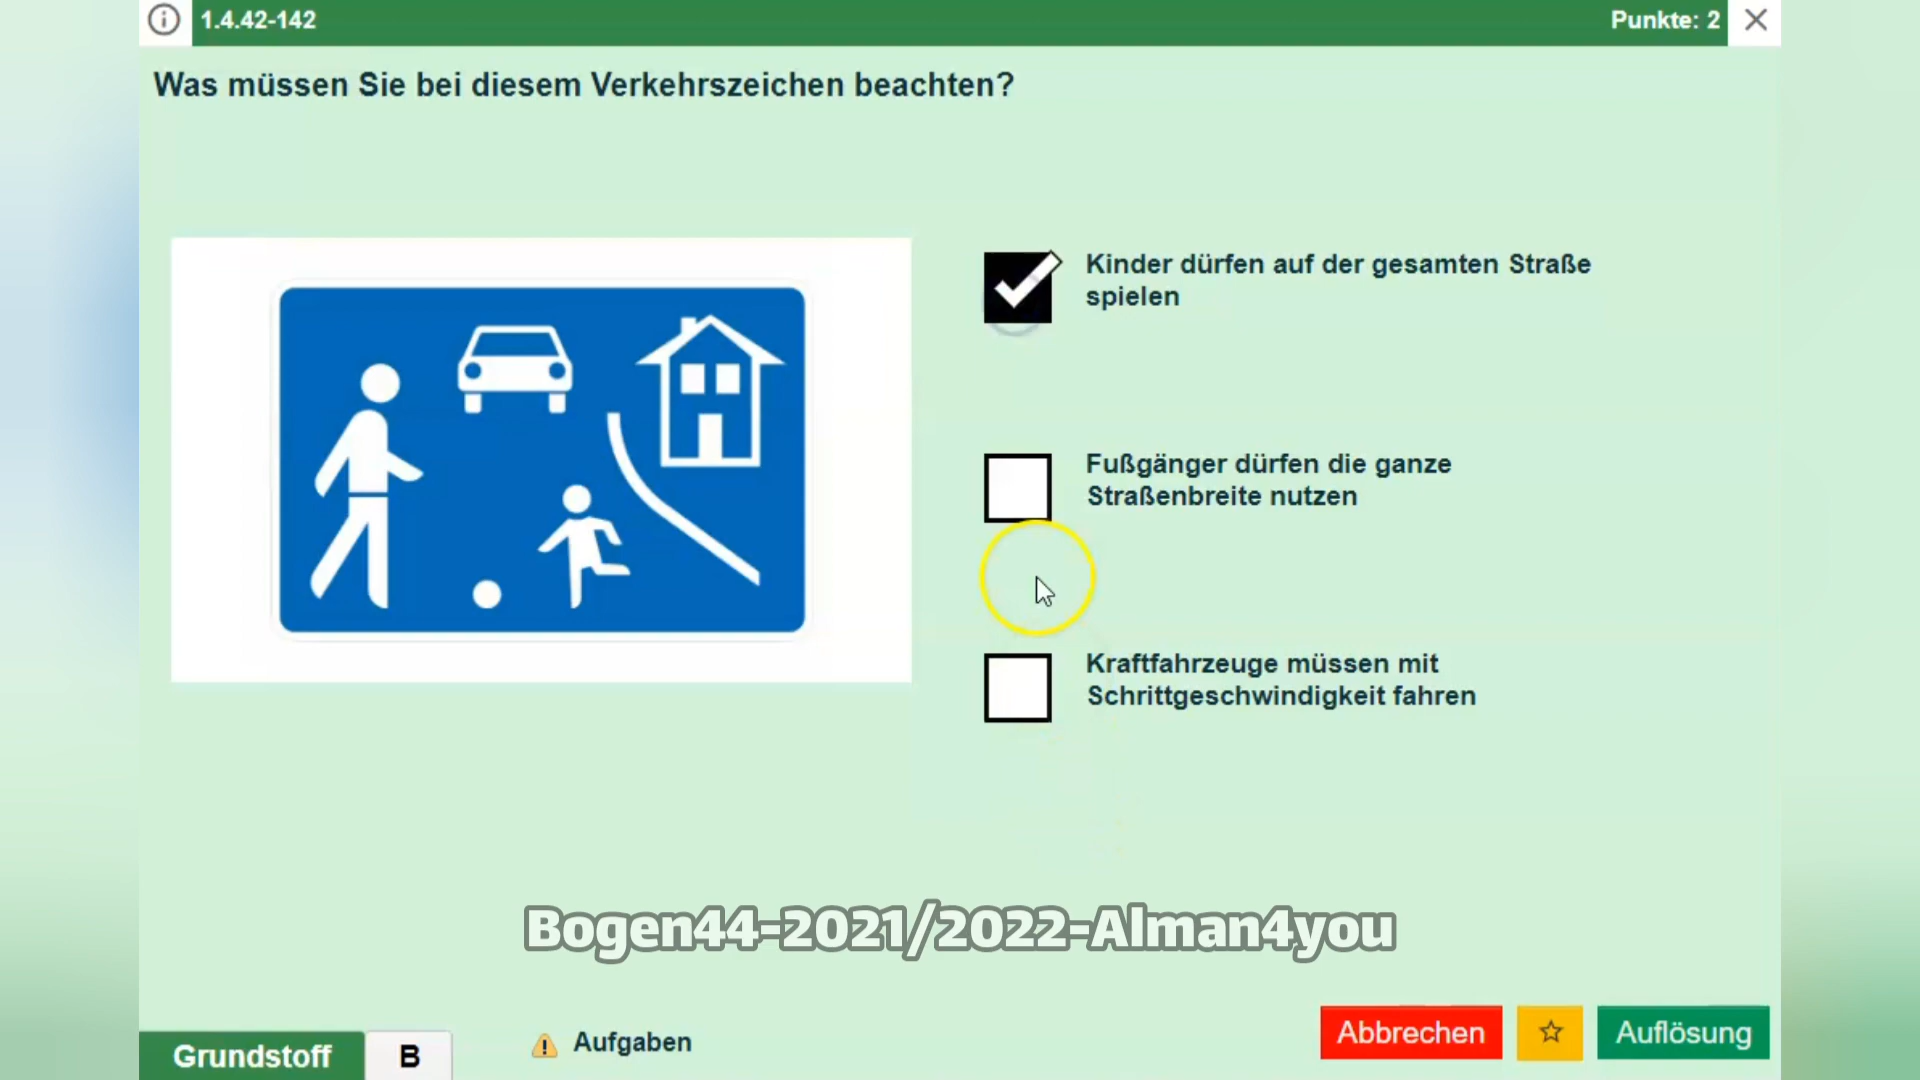 1.4.42-142
Punkte: 2
Was müssen Sie bei diesem Verkehrszeichen beachten?
Kinder dürfen auf der gesamten Straße
spielen
Fußgänger dürfen die ganze
Straßenbreite nutzen
Kraftfahrzeuge müssen mit
Schrittgeschwindigkeit fahren
Bogen44-2021/2022-Alman4you
Grundstoff
B
Aufgaben
Abbrechen
Auflösung